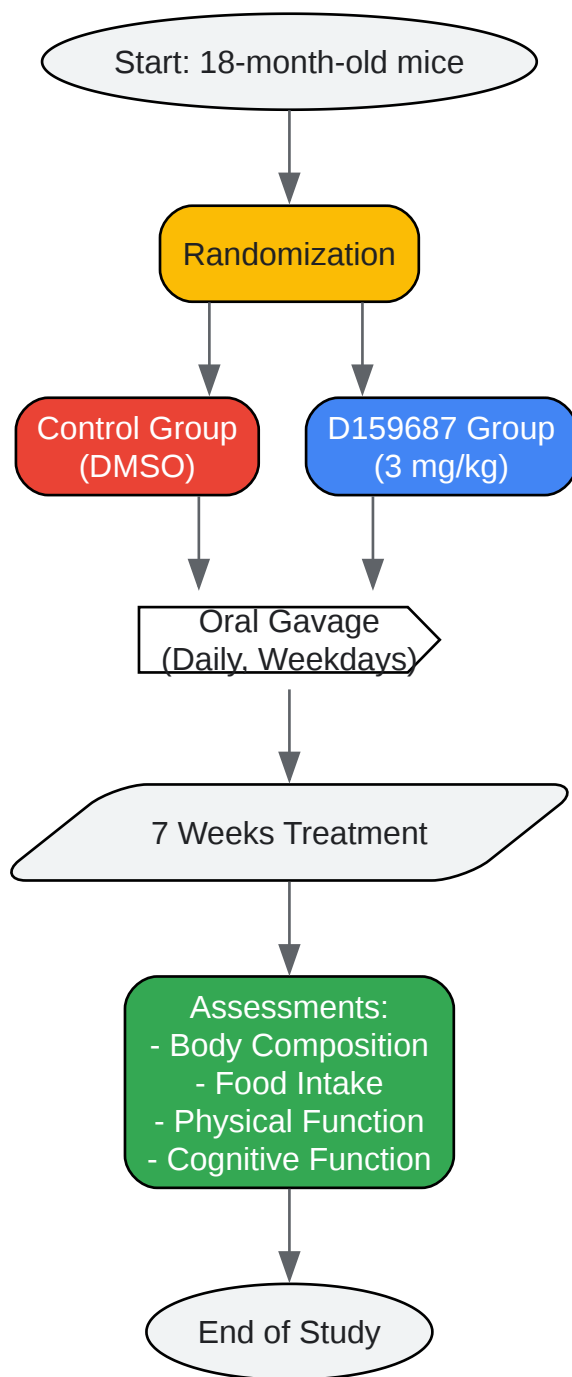 Start: 18-month-old mice
Randomization
Control Group
(DMSO)
D159687 Group
(3 mg/kg)
Oral Gavage
(Daily, Weekdays)
7 Weeks Treatment
Assessments:
- Body Composition
- Food Intake
- Physical Function
- Cognitive Function
End of Study